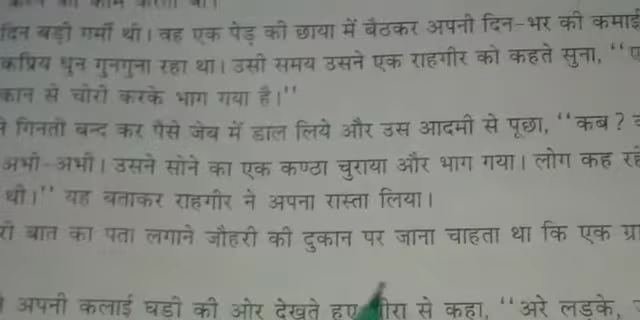 दिन बड़ी गर्मी थी। वह एक पेड़ की छाया में बैठकर अपनी दिन-भर की कमाई
कप्रिय धुन गुनगुना रहा था। उसी समय उसने एक राहगीर को कहते सुना, "
कान से चोरी करके भाग गया है।"
ने गिनती बन्द कर पैसे जेब में डाल लिये और उस आदमी से पूछा, "कब?
अभी-अभी। उसने सोने का एक कण्ठा चुराया और भाग गया। लोग कह रहे
थी।" यह बताकर राहगीर ने अपना रास्ता लिया।
री बात का पता लगाने जौहरी की दुकान पर जाना चाहता था कि एक ग्रा
अपनी कलाई घड़ी की ओर देखते हुए से कहा, "अरे लड़के,